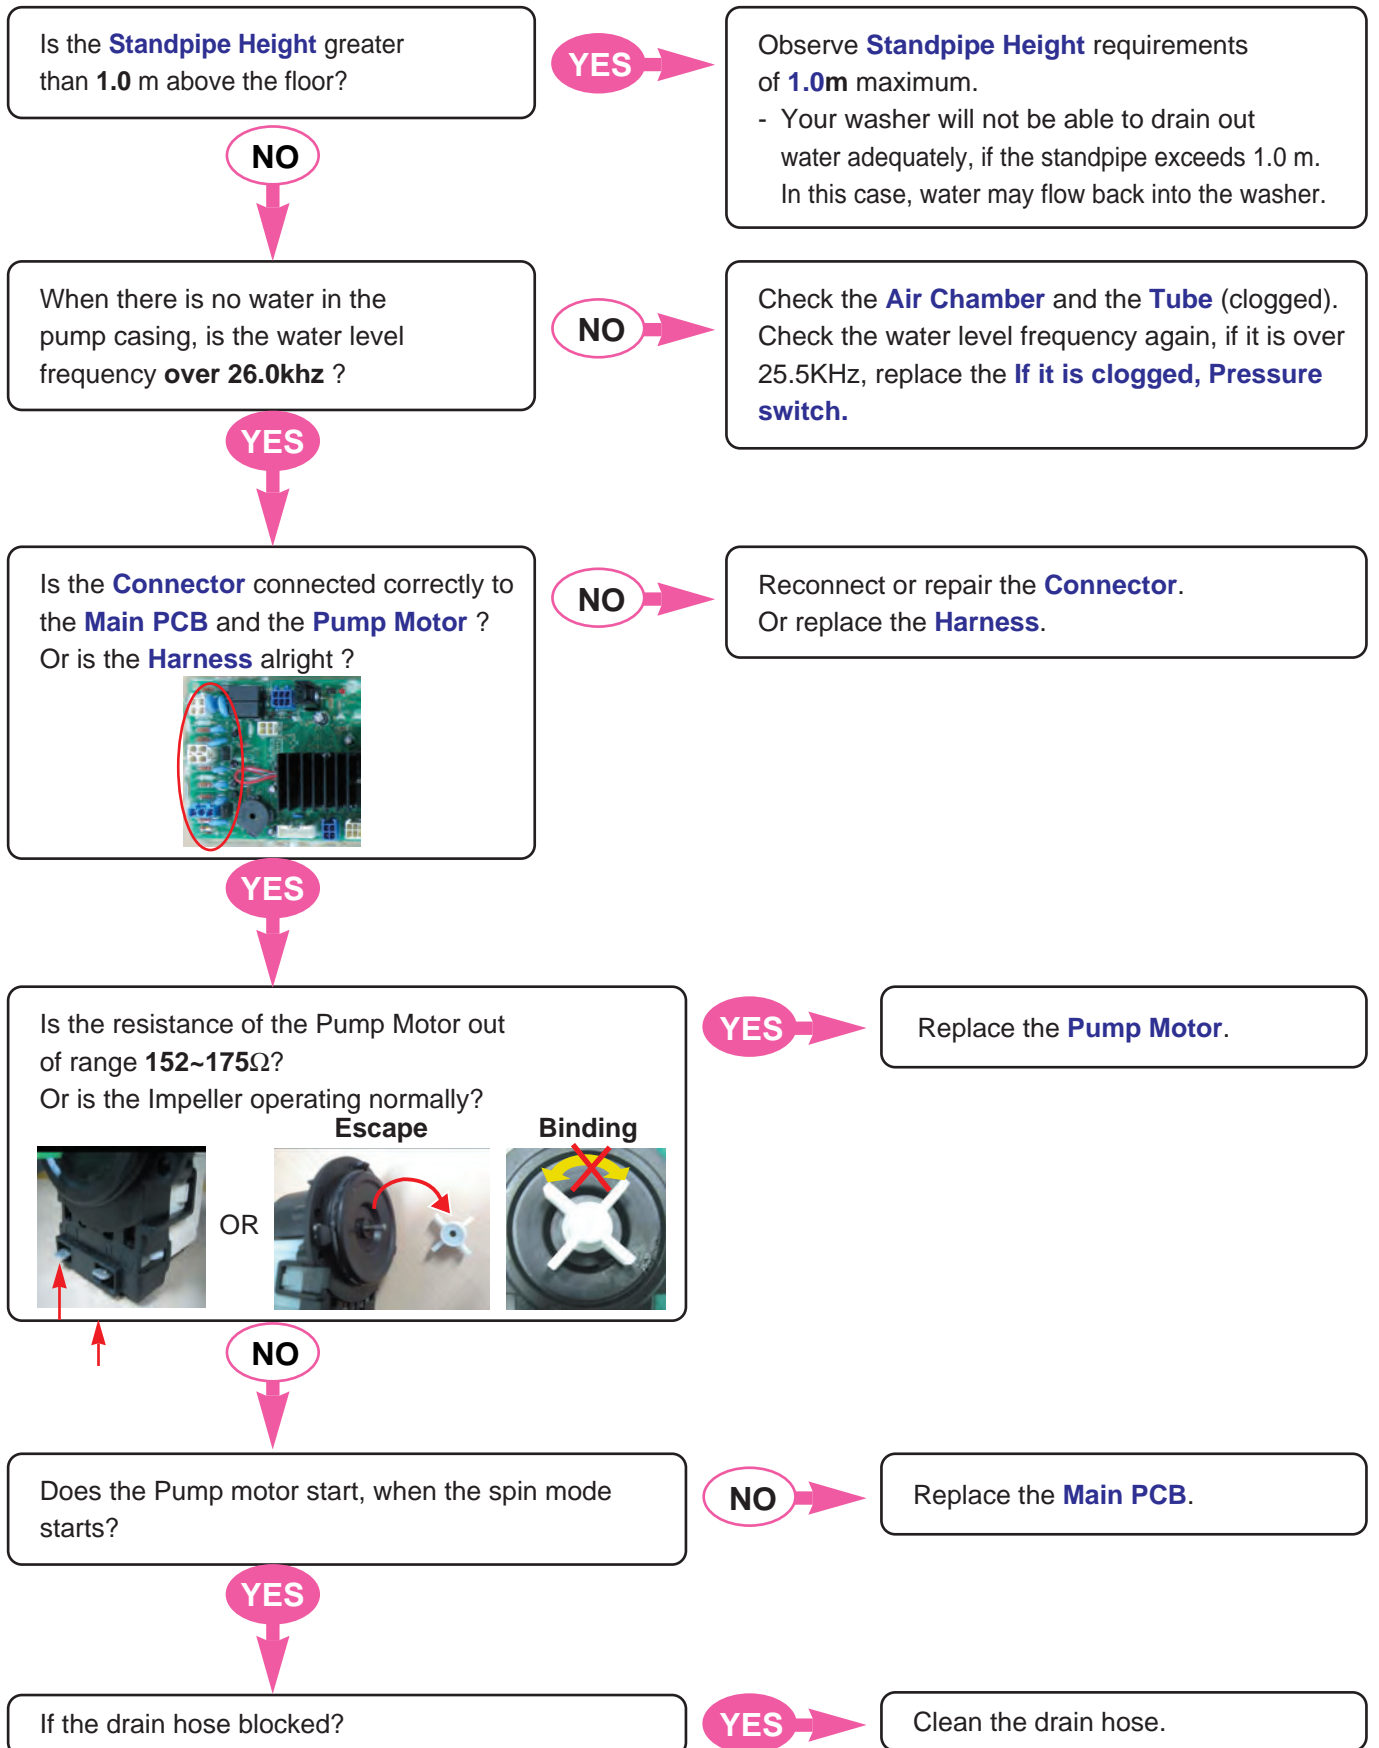 Is the Standpipe Height greater
than 1.0 m above the floor?
YES
Observe Standpipe Height requirements
of 1.0m maximum.
- Your washer will not be able to drain out
water adequately, if the standpipe exceeds 1.0 m.
In this case, water may flow back into the washer.
NO
When there is no water in the
pump casing, is the water level
frequency over 26.0khz ?
NO
Check the Air Chamber and the Tube (clogged).
Check the water level frequency again, if it is over
25.5KHz, replace the If it is clogged, Pressure
switch.
YES
Is the Connector connected correctly to
the Main PCB and the Pump Motor ?
Or is the Harness alright ?
NO
Reconnect or repair the Connector.
Or replace the Harness.
YES
Is the resistance of the Pump Motor out
of range 152~175Ω?
Or is the Impeller operating normally?
Escape
Binding
OR
YES
Replace the Pump Motor.
NO
Does the Pump motor start, when the spin mode
starts?
NO
Replace the Main PCB.
YES
If the drain hose blocked?
YES
Clean the drain hose.